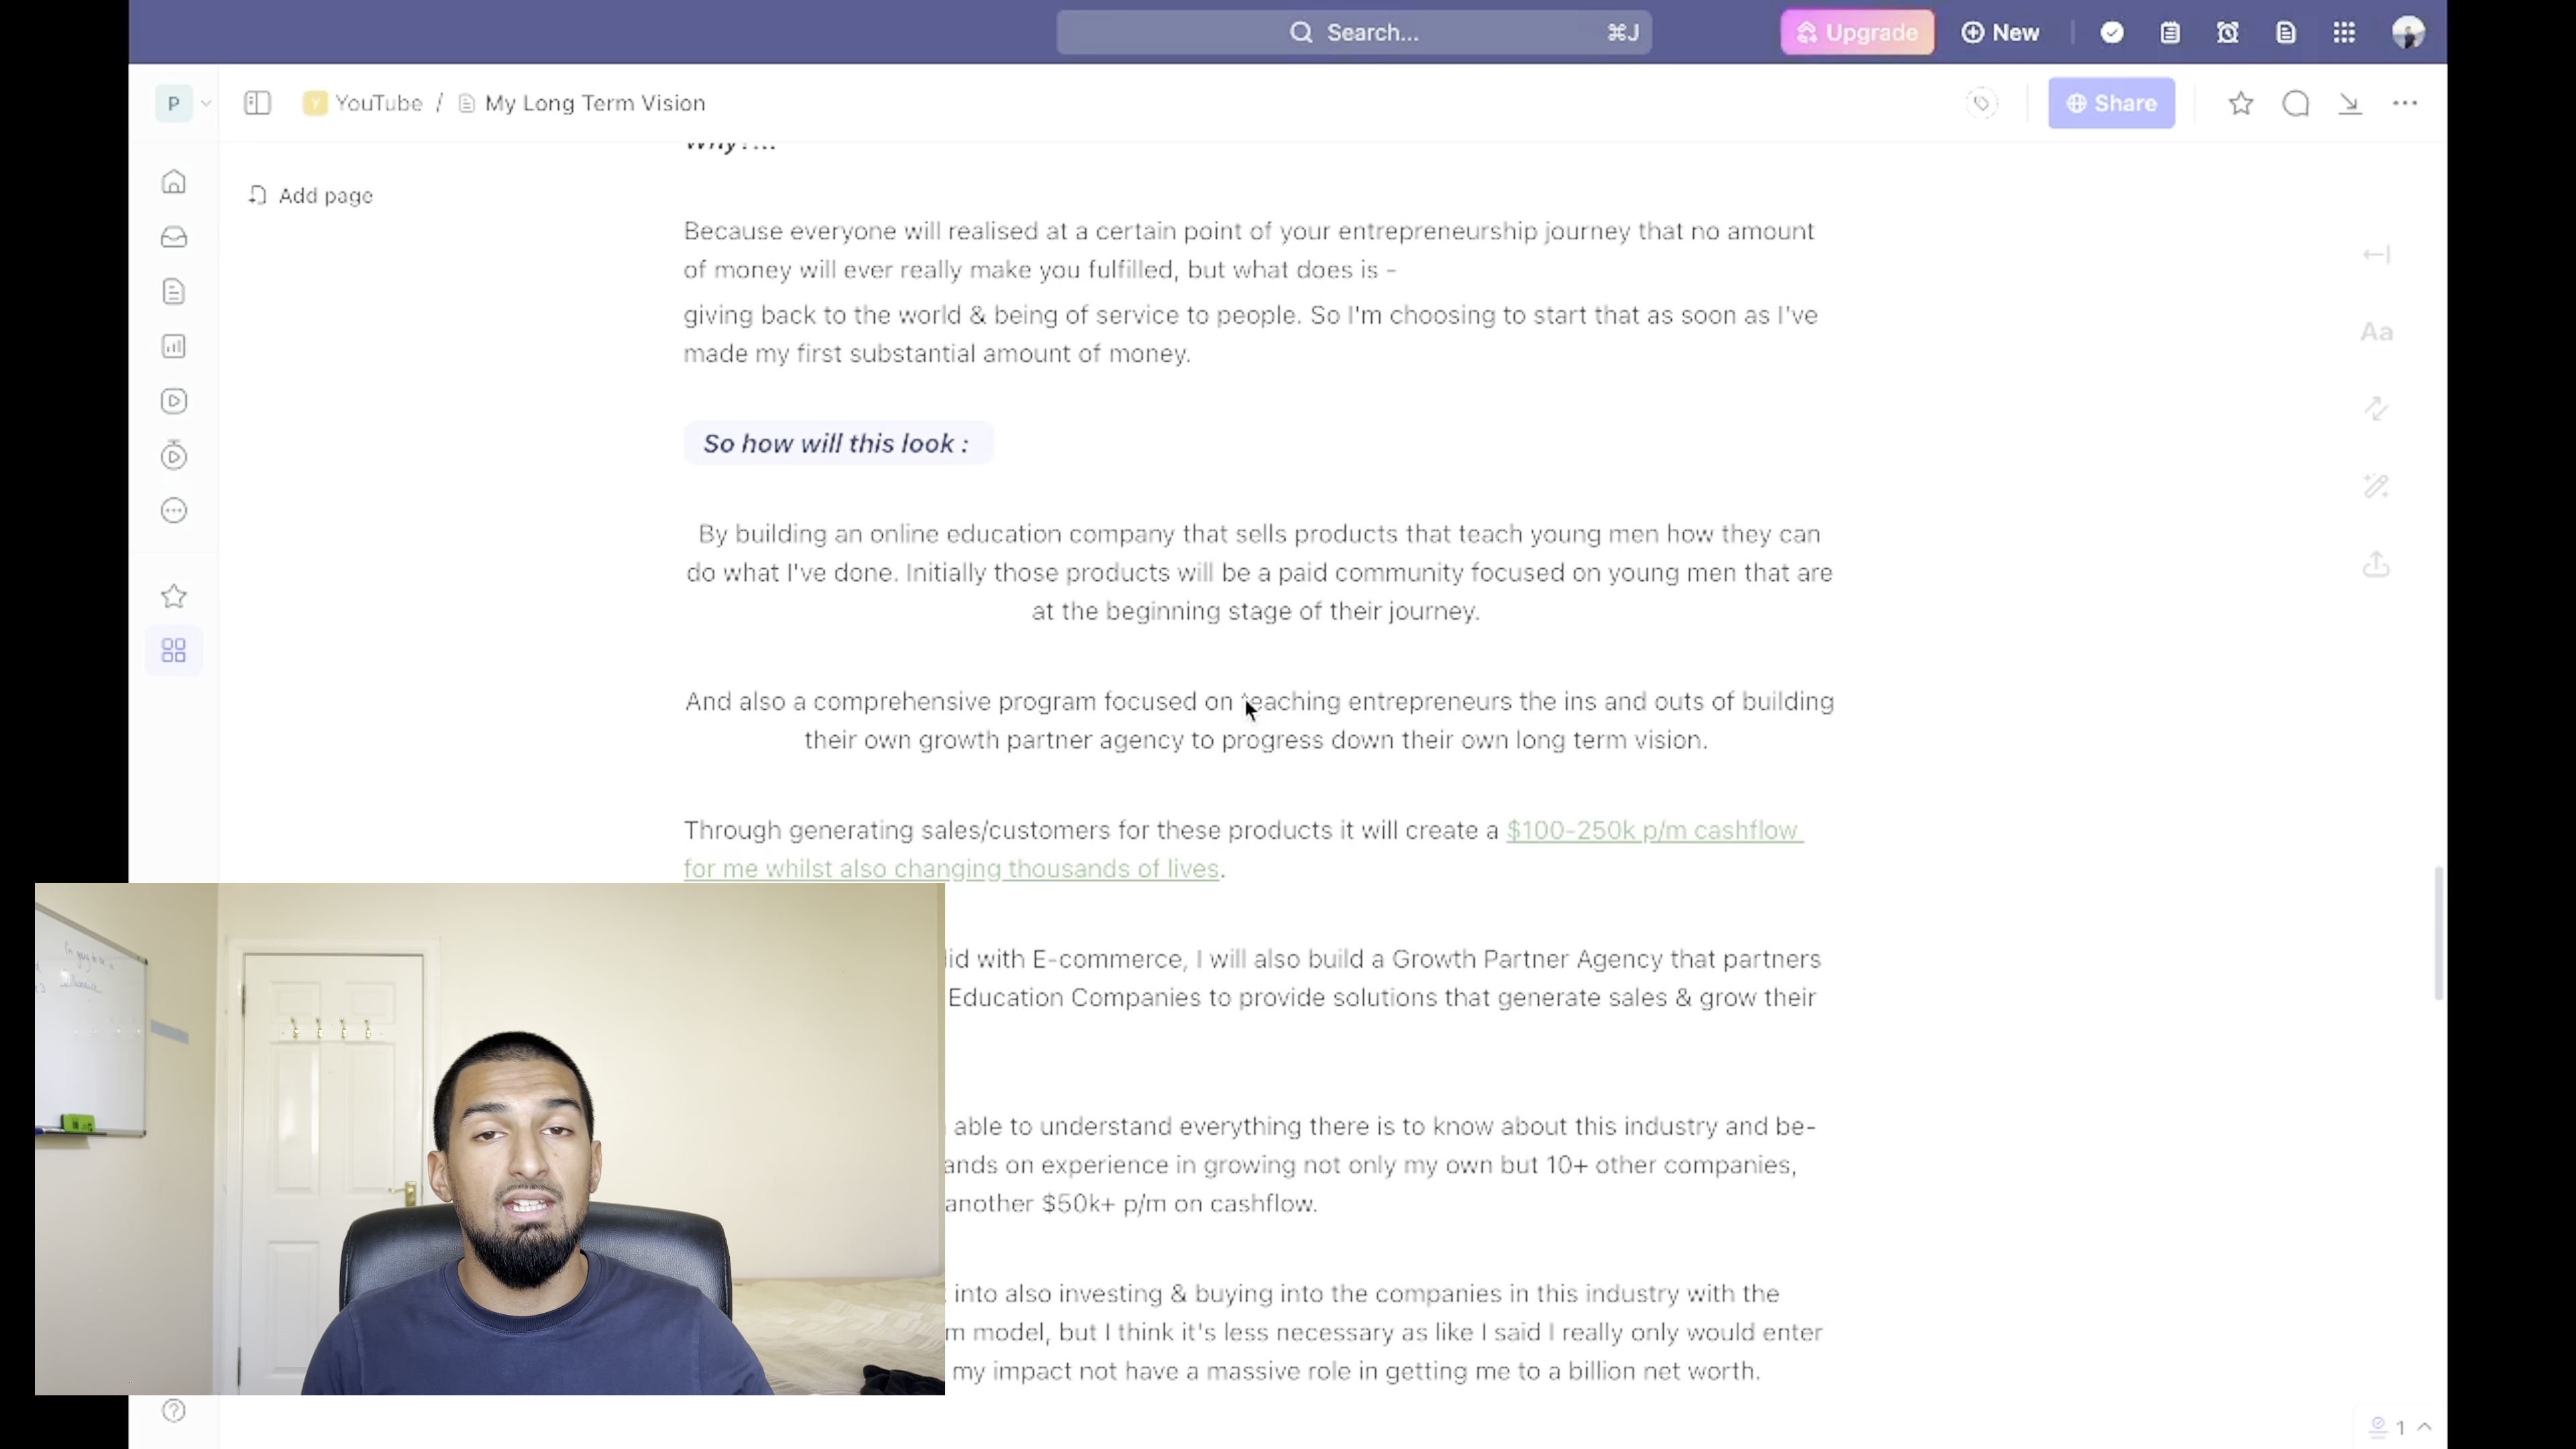 Search...
⌘J
Upgrade
New
P
YouTube / My Long Term Vision
Share
Add page
Why?...
Because everyone will realised at a certain point of your entrepreneurship journey that no amount
of money will ever really make you fulfilled, but what does is -
giving back to the world & being of service to people. So I'm choosing to start that as soon as I've
made my first substantial amount of money.
So how will this look :
By building an online education company that sells products that teach young men how they can
do what I've done. Initially those products will be a paid community focused on young men that are
at the beginning stage of their journey.
And also a comprehensive program focused on teaching entrepreneurs the ins and outs of building
their own growth partner agency to progress down their own long term vision.
Through generating sales/customers for these products it will create a $100-250k p/m cashflow
for me whilst also changing thousands of lives.
with E-commerce, I will also build a Growth Partner Agency that partners
Education Companies to provide solutions that generate sales & grow their
able to understand everything there is to know about this industry and be-
on experience in growing not only my own but 10+ other companies,
another $50k+ p/m on cashflow.
into also investing & buying into the companies in this industry with the
model, but I think it's less necessary as like I said I really only would enter
my impact not have a massive role in getting me to a billion net worth.
Aa
1